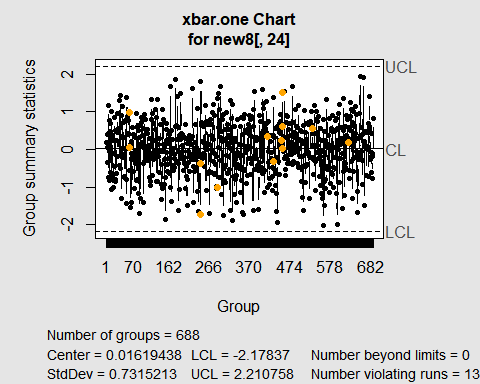 xbar.one Chart
for new8[, 24]
Group summary statistics
UCL
CL
LCL
2
1
0
-1
-2
1 70 162 266 370 474 578 682
Group
Number of groups = 688
Center = 0.01619438 LCL = -2.17837 Number beyond limits = 0
StdDev = 0.7315213 UCL = 2.210758 Number violating runs = 13